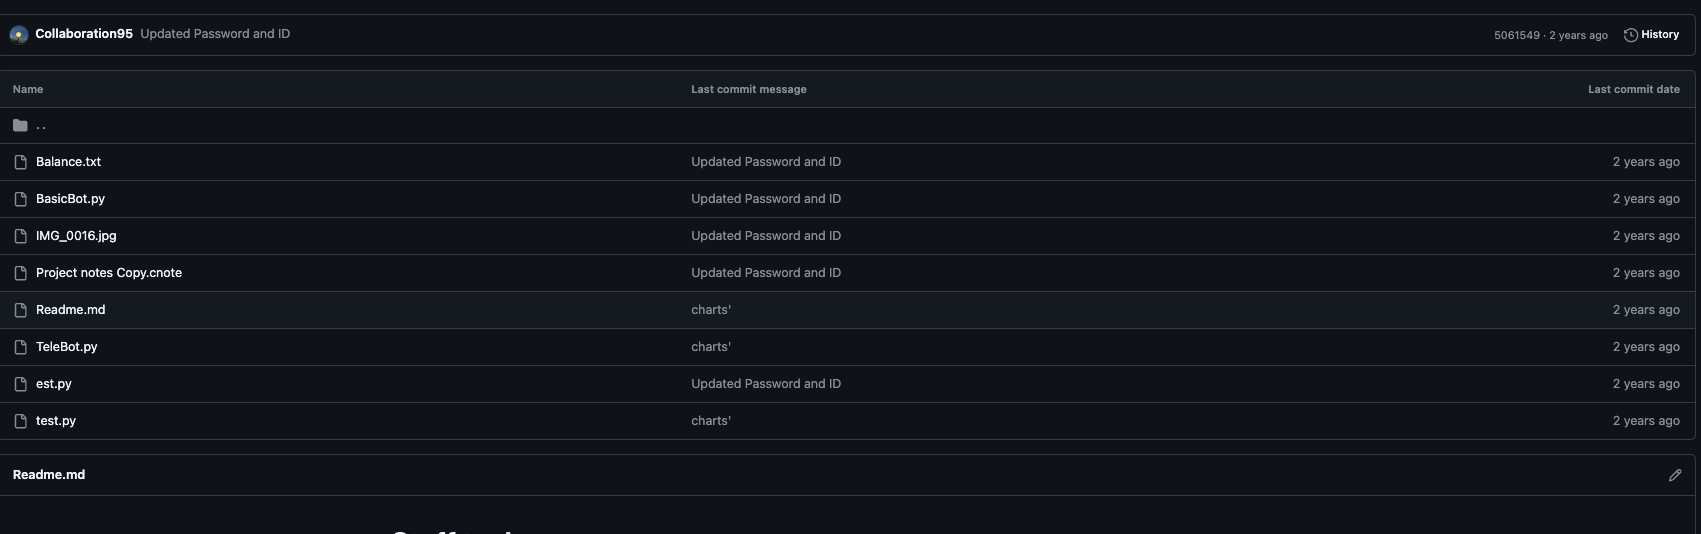 Collaboration95 Updated Password and ID 5061549 · 2 years ago History
Name Last commit message Last commit date
..
Balance.txt Updated Password and ID 2 years ago
BasicBot.py Updated Password and ID 2 years ago
IMG_0016.jpg Updated Password and ID 2 years ago
Project notes Copy.cnote Updated Password and ID 2 years ago
Readme.md charts' 2 years ago
TeleBot.py charts' 2 years ago
est.py Updated Password and ID 2 years ago
test.py charts' 2 years ago
Readme.md